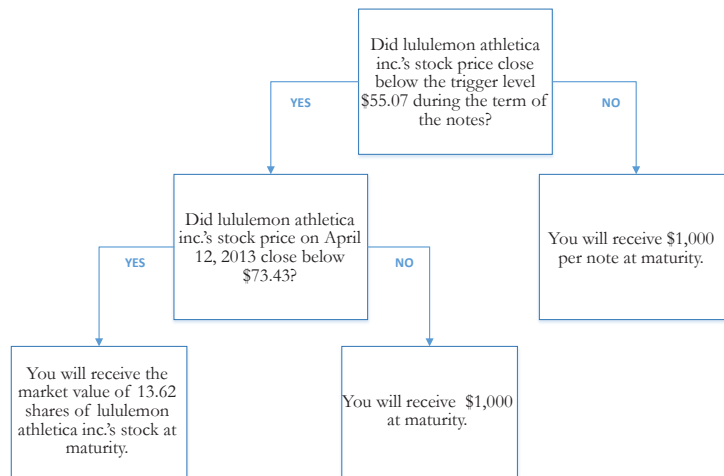 Did lululemon athletica
inc.'s stock price close
below the trigger level
$55.07 during the term of
the notes?
YES
NO
Did lululemon athletica
inc.'s stock price on April
12, 2013 close below
$73.43?
You will receive $1,000
per note at maturity.
YES
NO
You will receive the
market value of 13.62
shares of lululemon
athletica inc.'s stock at
maturity.
You will receive $1,000
at maturity.